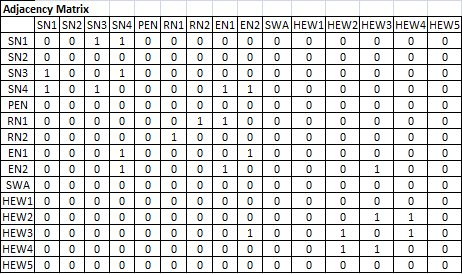 Adjacency Matrix
SN1 SN2 SN3 SN4 PEN RN1 RN2 EN1 EN2 SWA HEW1 HEW2 HEW3 HEW4 HEW5
SN1 0 0 1 1 0 0 0 0 0 0 0 0 0 0 0
SN2 0 0 0 0 0 0 0 0 0 0 0 0 0 0 0
SN3 1 0 0 1 0 0 0 0 0 0 0 0 0 0 0
SN4 1 0 1 0 0 0 0 1 1 0 0 0 0 0 0
PEN 0 0 0 0 0 0 0 0 0 0 0 0 0 0 0
RN1 0 0 0 0 0 0 1 1 0 0 0 0 0 0 0
RN2 0 0 0 0 0 1 0 0 0 0 0 0 0 0 0
EN1 0 0 0 1 0 0 0 0 1 0 0 0 0 0 0
EN2 0 0 0 1 0 0 0 1 0 0 0 0 1 0 0
SWA 0 0 0 0 0 0 0 0 0 0 0 0 0 0 0
HEW1 0 0 0 0 0 0 0 0 0 0 0 0 0 0 0
HEW2 0 0 0 0 0 0 0 0 0 0 0 0 1 1 0
HEW3 0 0 0 0 0 0 0 0 1 0 0 1 0 1 0
HEW4 0 0 0 0 0 0 0 0 0 0 0 1 1 0 0
HEW5 0 0 0 0 0 0 0 0 0 0 0 0 0 0 0